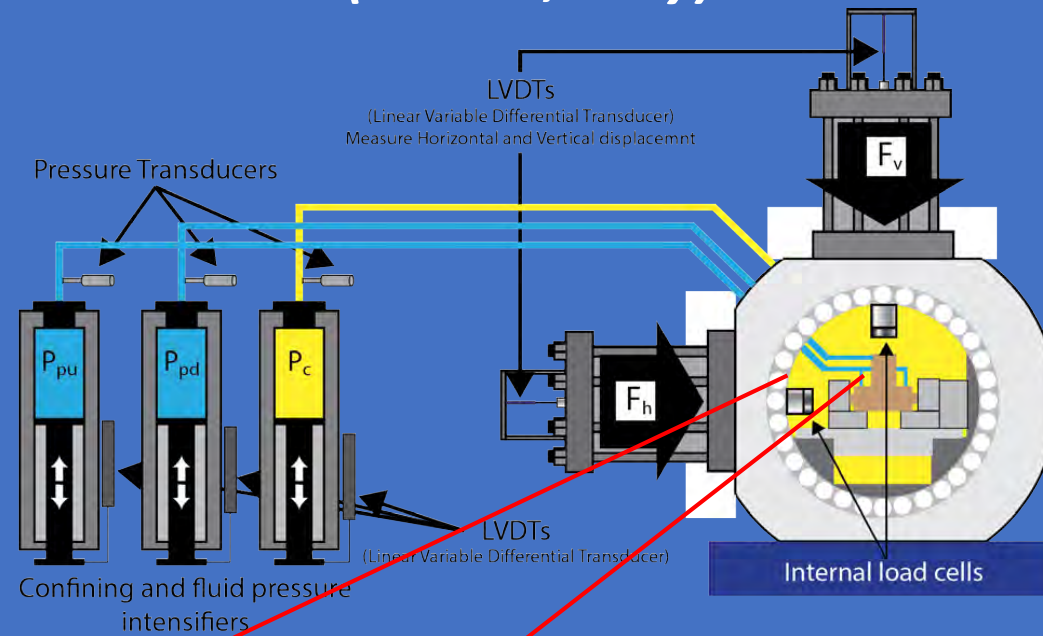 LVDTs
(Linear Variable Differential Transducer)
Measure Horizontal and Vertical displacemnt
Pressure Transducers
Fv
Ppu
Ppd
Pc
Fh
LVDTs
(Linear Variable Differential Transducer)
Confining and fluid pressure
intensifiers
Internal load cells